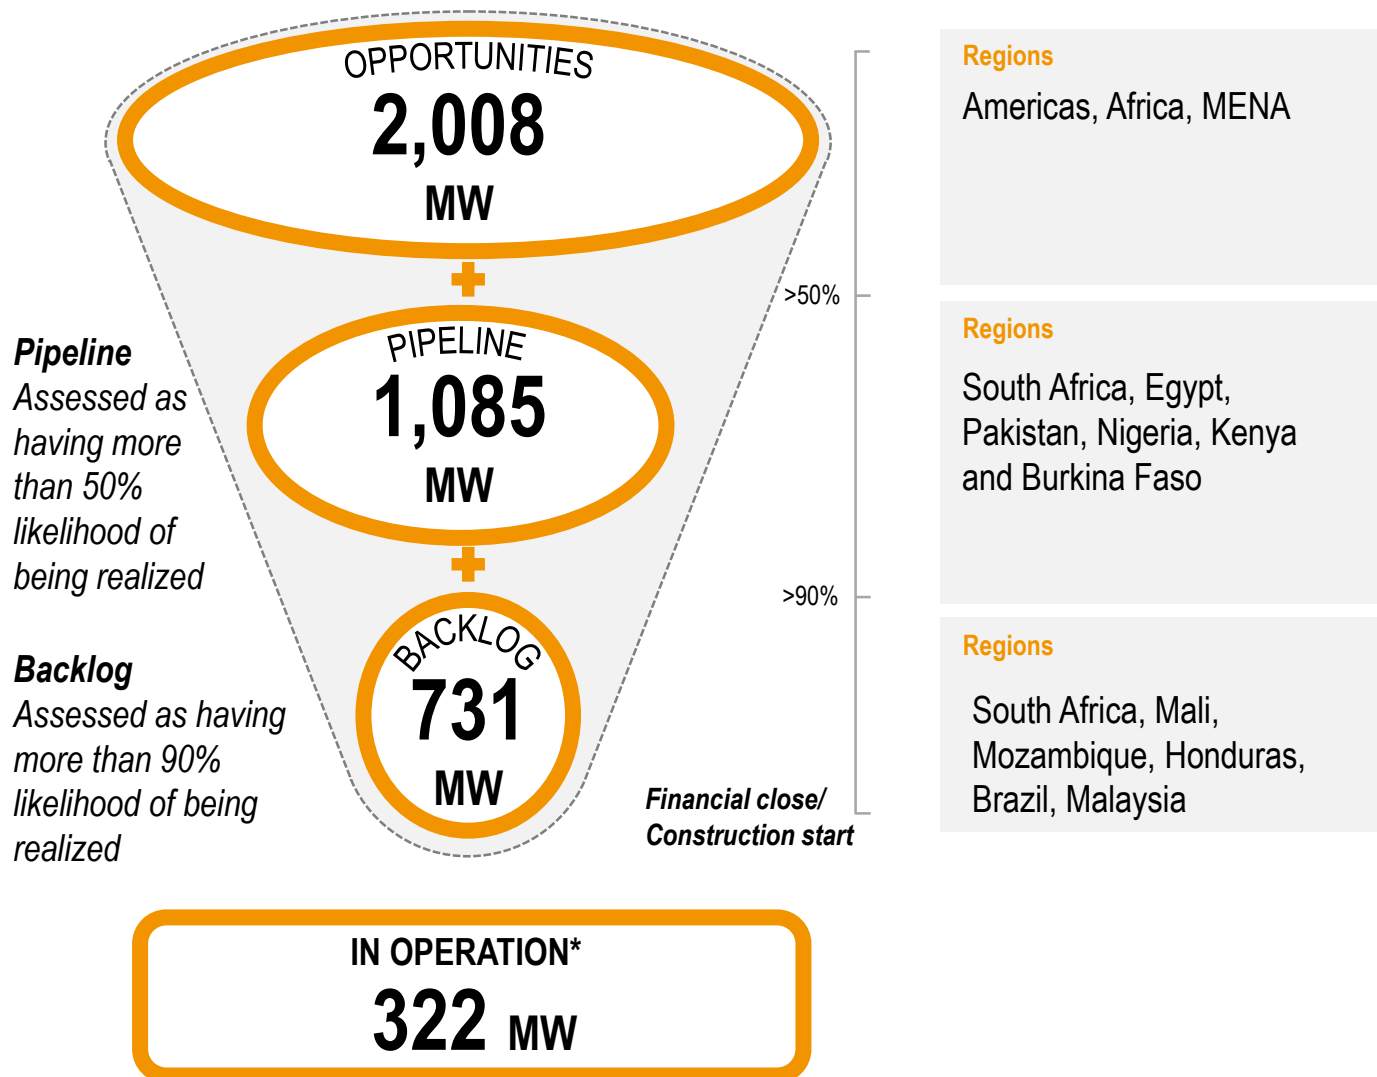 OPPORTUNITIES
2,008
MW
Regions
Americas, Africa, MENA
>50%
Pipeline
Assessed as
having more
than 50%
likelihood of
being realized
PIPELINE
1,085
MW
Regions
South Africa, Egypt,
Pakistan, Nigeria, Kenya
and Burkina Faso
>90%
Backlog
Assessed as having
more than 90%
likelihood of being
realized
BACKLOG
731
MW
Financial close/
Construction start
Regions
South Africa, Mali,
Mozambique, Honduras,
Brazil, Malaysia
IN OPERATION*
322 MW